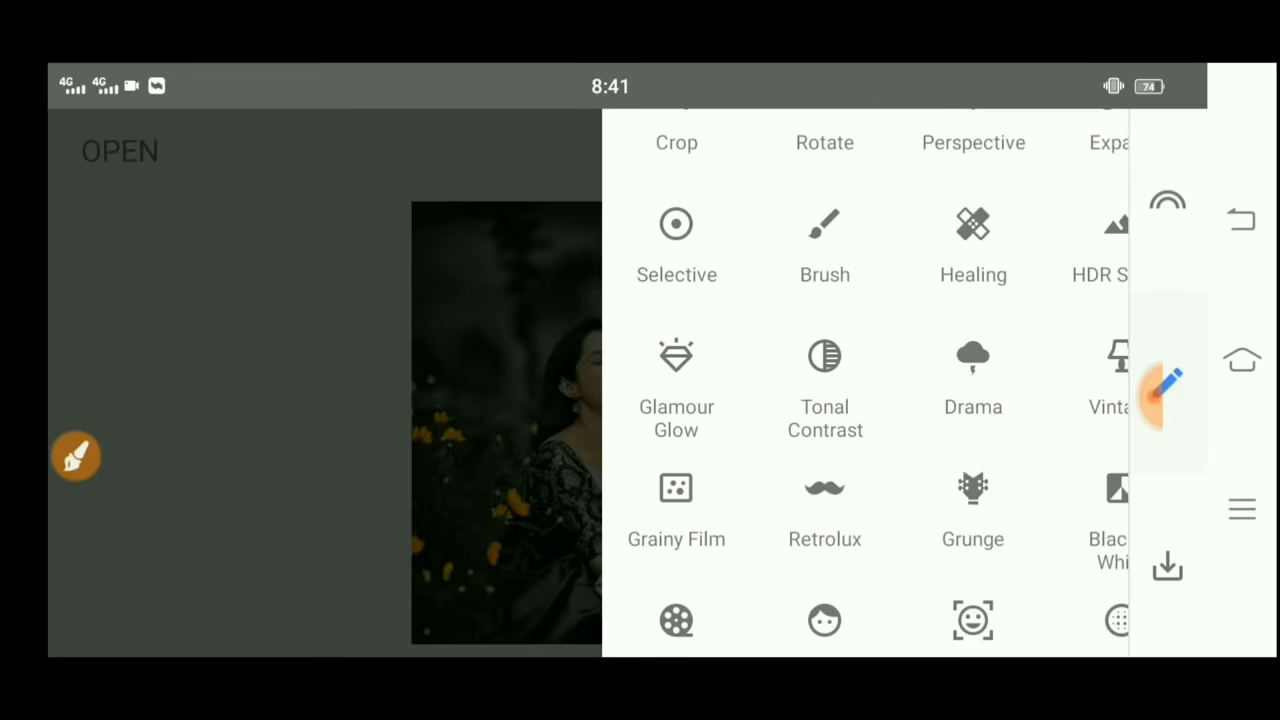 4G 4G 8:41 74
OPEN
Crop Rotate Perspective Expa
Selective Brush Healing HDR S
Glamour Glow Tonal Contrast Drama Vinta
Grainy Film Retrolux Grunge Blac Whi